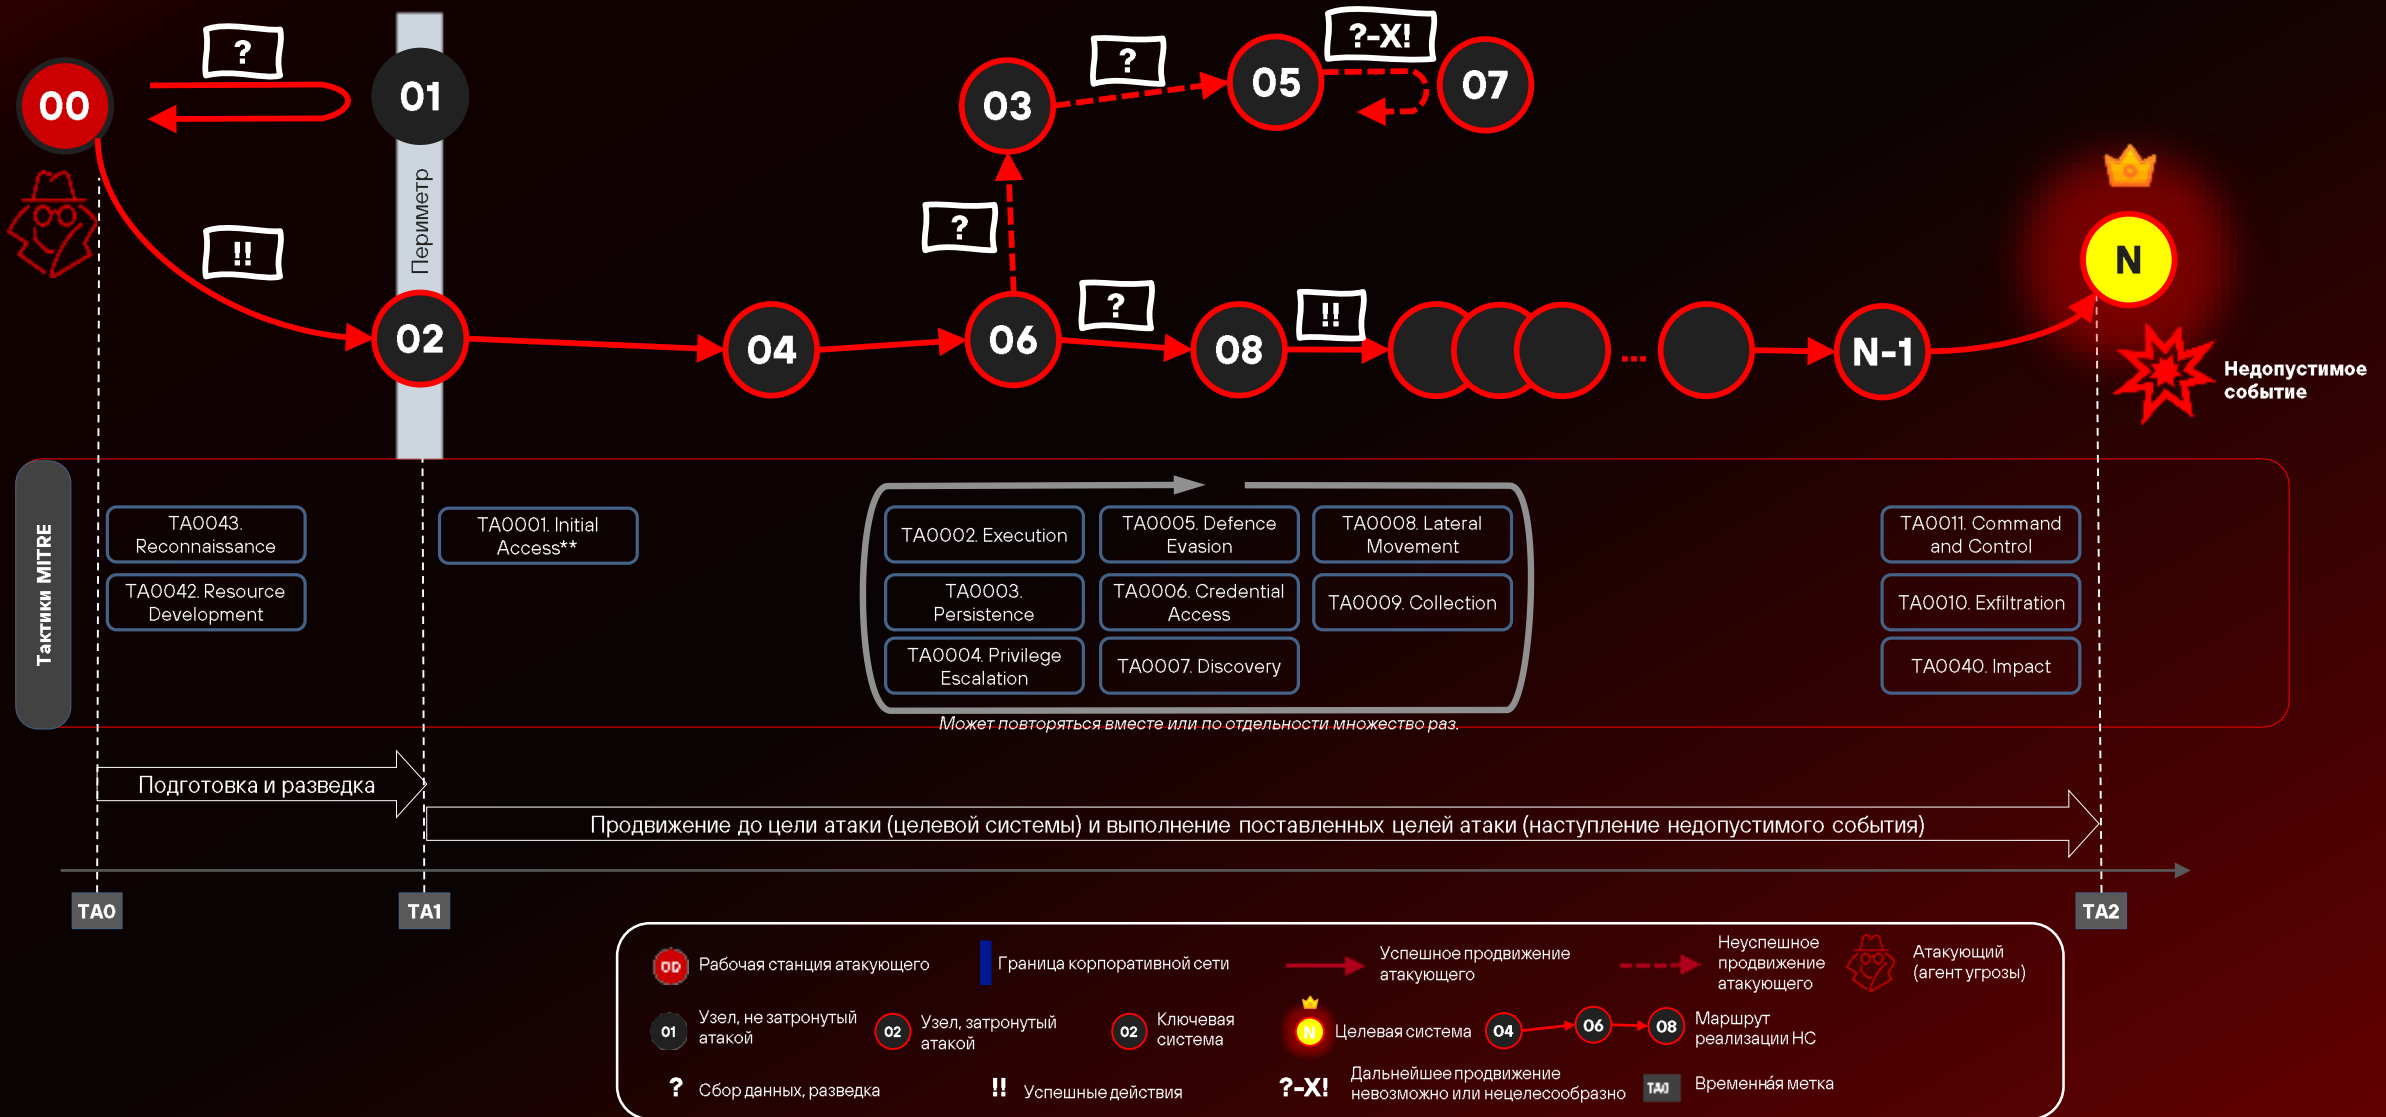 ?
?-X!
?
00
01
03
05
07
Периметр
?
!!
N
?
!!
02
04
06
08
...
N-1
Недопустимое
событие
Тактики MITRE
TA0043.
Reconnaissance
TA0042. Resource
Development
TA0001. Initial
Access**
TA0002. Execution
TA0005. Defence
Evasion
TA0008. Lateral
Movement
TA0003.
Persistence
TA0006. Credential
Access
TA0009. Collection
TA0004. Privilege
Escalation
TA0007. Discovery
TA0011. Command
and Control
TA0010. Exfiltration
TA0040. Impact
Может повторяться вместе или по отдельности множество раз.
Подготовка и разведка
Продвижение до цели атаки (целевой системы) и выполнение поставленных целей атаки (наступление недопустимого события)
TA0
TA1
TA2
00
Рабочая станция атакующего
Граница корпоративной сети
Успешное продвижение
атакующего
Неуспешное
продвижение
атакующего
Атакующий
(агент угрозы)
01
Узел, не затронутый
атакой
02
Узел, затронутый
атакой
02
Ключевая
система
N
Целевая система
04
06
08
Маршрут
реализации НС
?
Сбор данных, разведка
!!
Успешные действия
?-X!
Дальнейшее продвижение
невозможно или нецелесообразно
TA0
Временна́я метка